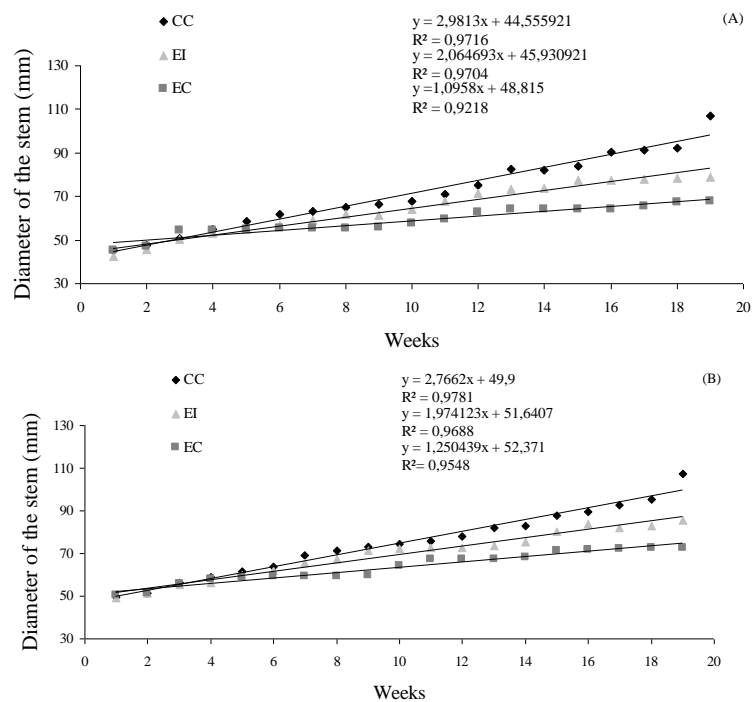 (A)
CC
y = 2,9813x + 44,555921
R² = 0,9716
EI
y = 2,064693x + 45,930921
R² = 0,9704
EC
y =1,0958x + 48,815
R² = 0,9218
Diameter of the stem (mm)
130
110
90
70
50
30
0 2 4 6 8 10 12 14 16 18 20
Weeks
(B)
CC
y = 2,7662x + 49,9
R² = 0,9781
EI
y = 1,974123x + 51,6407
R² = 0,9688
EC
y = 1,250439x + 52,371
R²= 0,9548
Diameter of the stem (mm)
130
110
90
70
50
30
0 2 4 6 8 10 12 14 16 18 20
Weeks